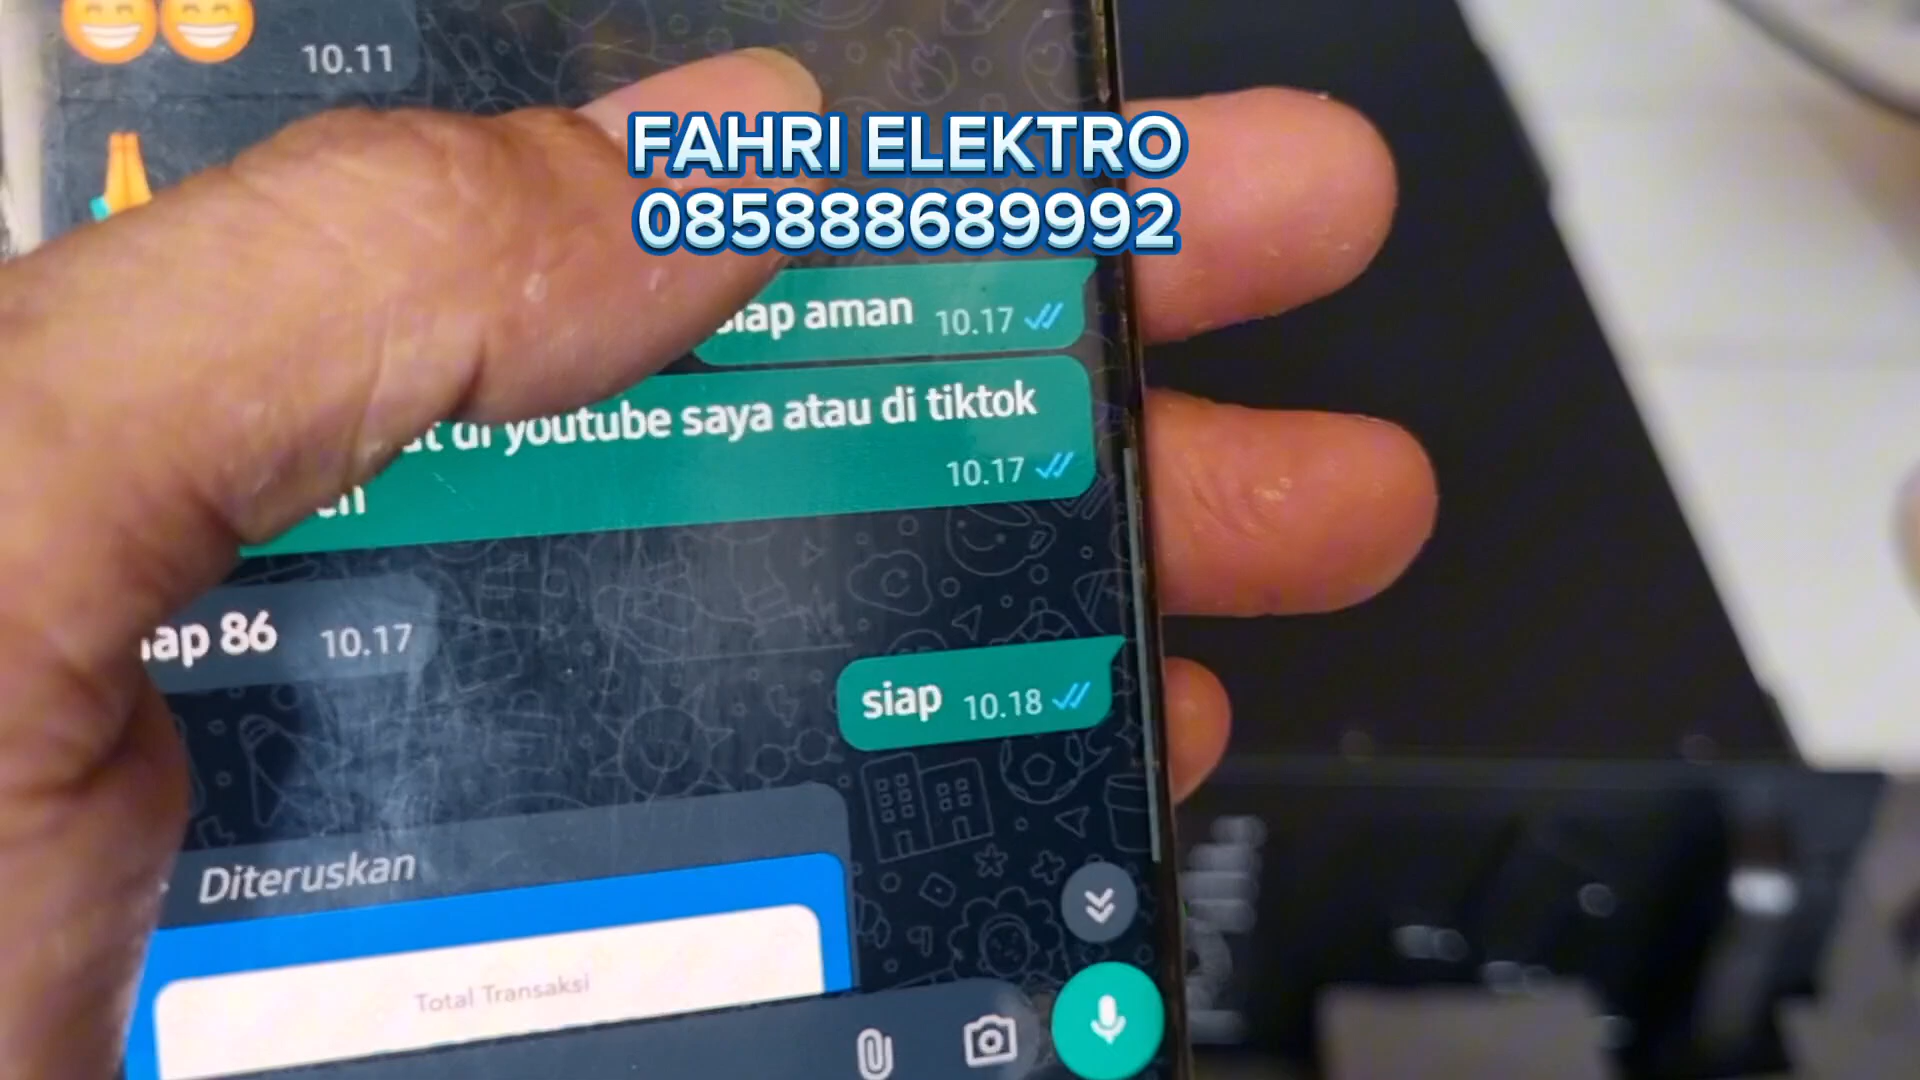 10.11
FAHRI ELEKTRO
085888689992
siap aman 10.17
di youtube saya atau di tiktok
10.17
siap 86 10.17
siap 10.18
Diteruskan
Total Transaksi